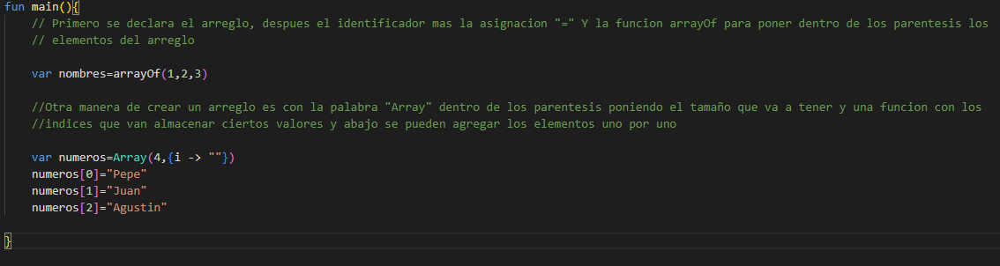 fun main(){
// Primero se declara el arreglo, despues el identificador mas la asignacion "=" Y la funcion arrayOf para poner dentro de los parentesis los
// elementos del arreglo
var nombres=arrayOf(1,2,3)
//Otra manera de crear un arreglo es con la palabra "Array" dentro de los parentesis poniendo el tamaño que va a tener y una funcion con los
//indices que van almacenar ciertos valores y abajo se pueden agregar los elementos uno por uno
var numeros=Array(4,{i -> ""})
numeros[0]="Pepe"
numeros[1]="Juan"
numeros[2]="Agustin"
}